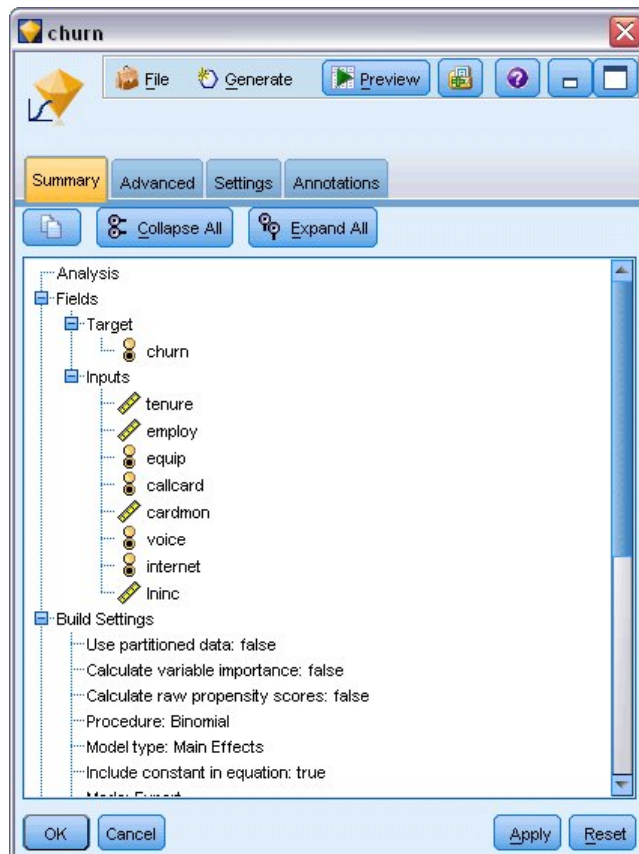 churn
File Generate Preview
Summary Advanced Settings Annotations
Collapse All Expand All
Analysis
Fields
Target
churn
Inputs
tenure
employ
equip
callcard
cardmon
voice
internet
lninc
Build Settings
Use partitioned data: false
Calculate variable importance: false
Calculate raw propensity scores: false
Procedure: Binomial
Model type: Main Effects
Include constant in equation: true
Mode: Expert
OK Cancel Apply Reset